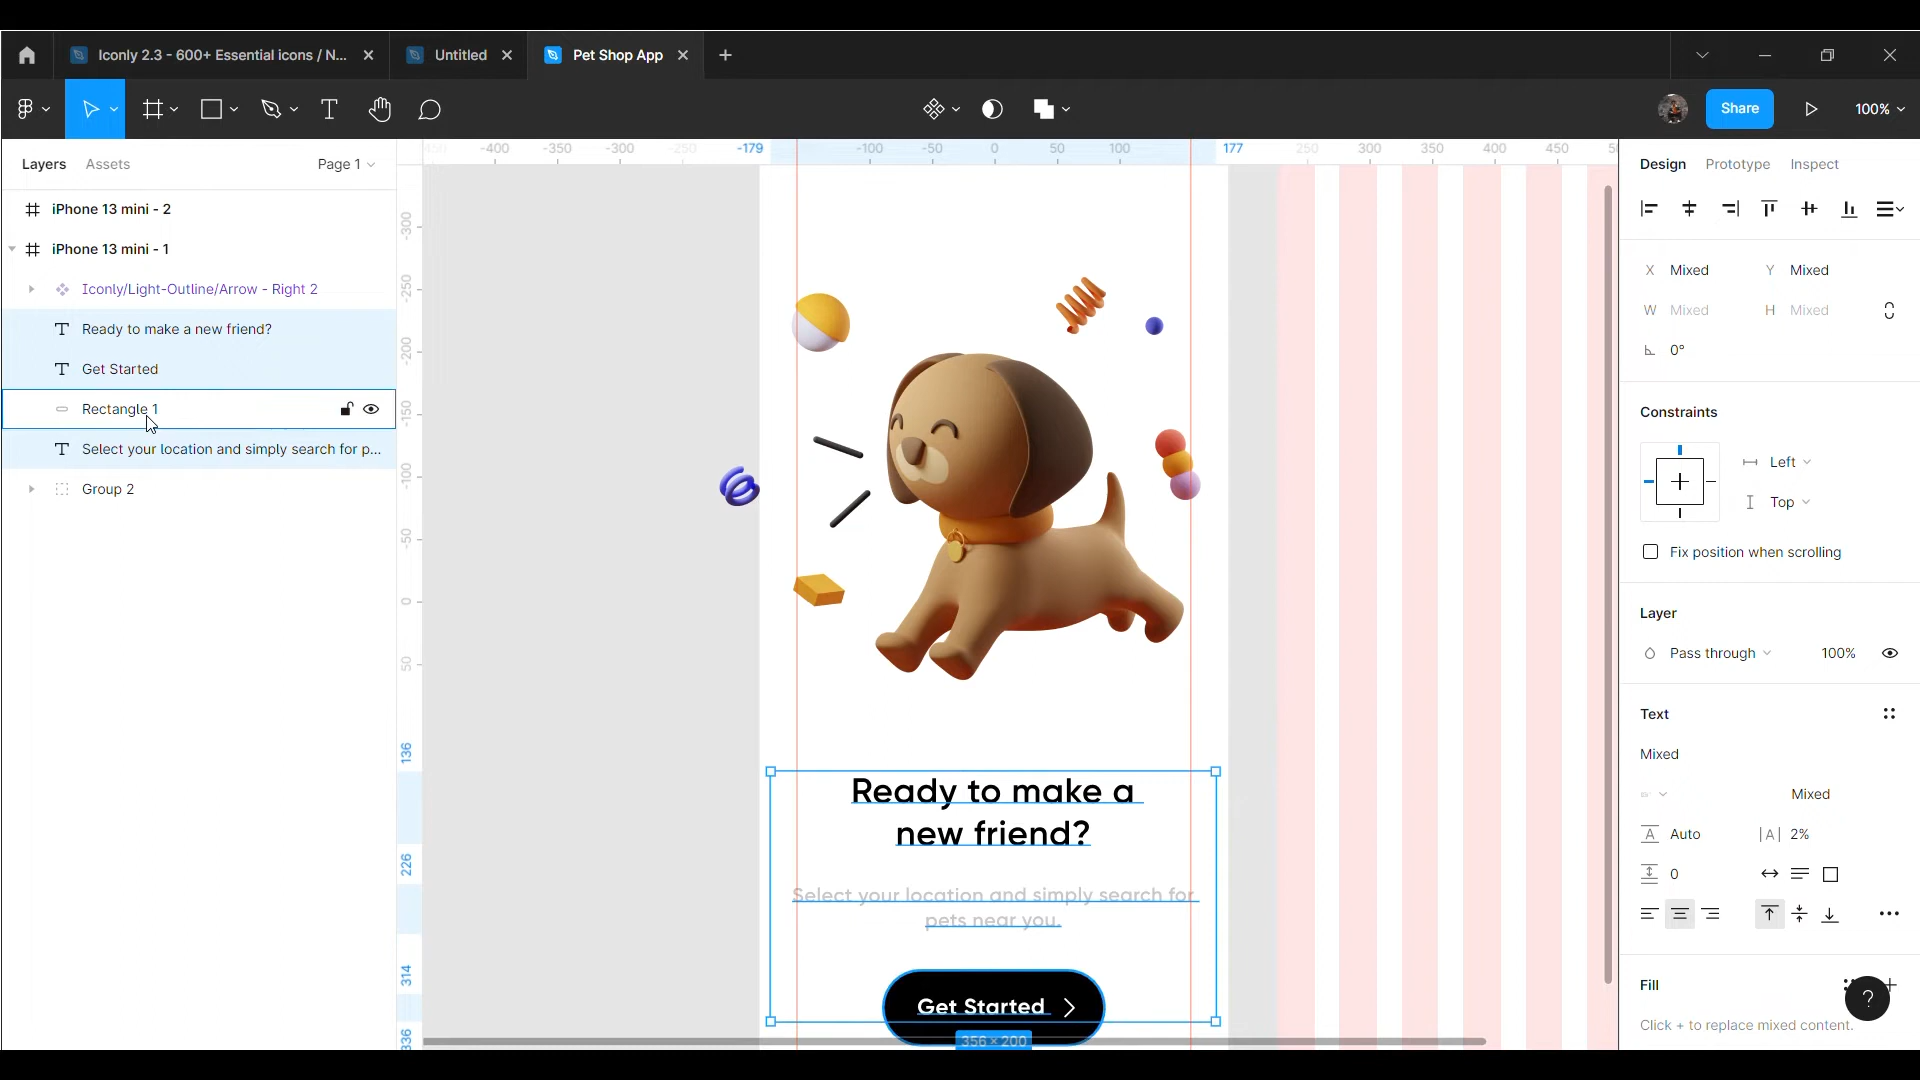 Iconly 2.3 - 600+ Essential icons / N...
Untitled
Pet Shop App
Share
100%
Layers
Assets
Page 1
-400
-350
-300
-250
-179
-100
-50
0
50
100
177
250
300
350
400
450
Design
Prototype
Inspect
iPhone 13 mini - 2
iPhone 13 mini - 1
Iconly/Light-Outline/Arrow - Right 2
Ready to make a new friend?
Get Started
Rectangle 1
Select your location and simply search for p...
Group 2
-300
-250
-200
-150
-100
-50
0
50
136
226
314
336
Ready to make a
new friend?
Select your location and simply search for
pets near you.
Get Started
356 × 200
X Mixed
Y Mixed
W Mixed
H Mixed
0°
Constraints
Left
Top
Fix position when scrolling
Layer
Pass through
100%
Text
Mixed
Mixed
A Auto
|A| 2%
0
Fill
?
Click + to replace mixed content.